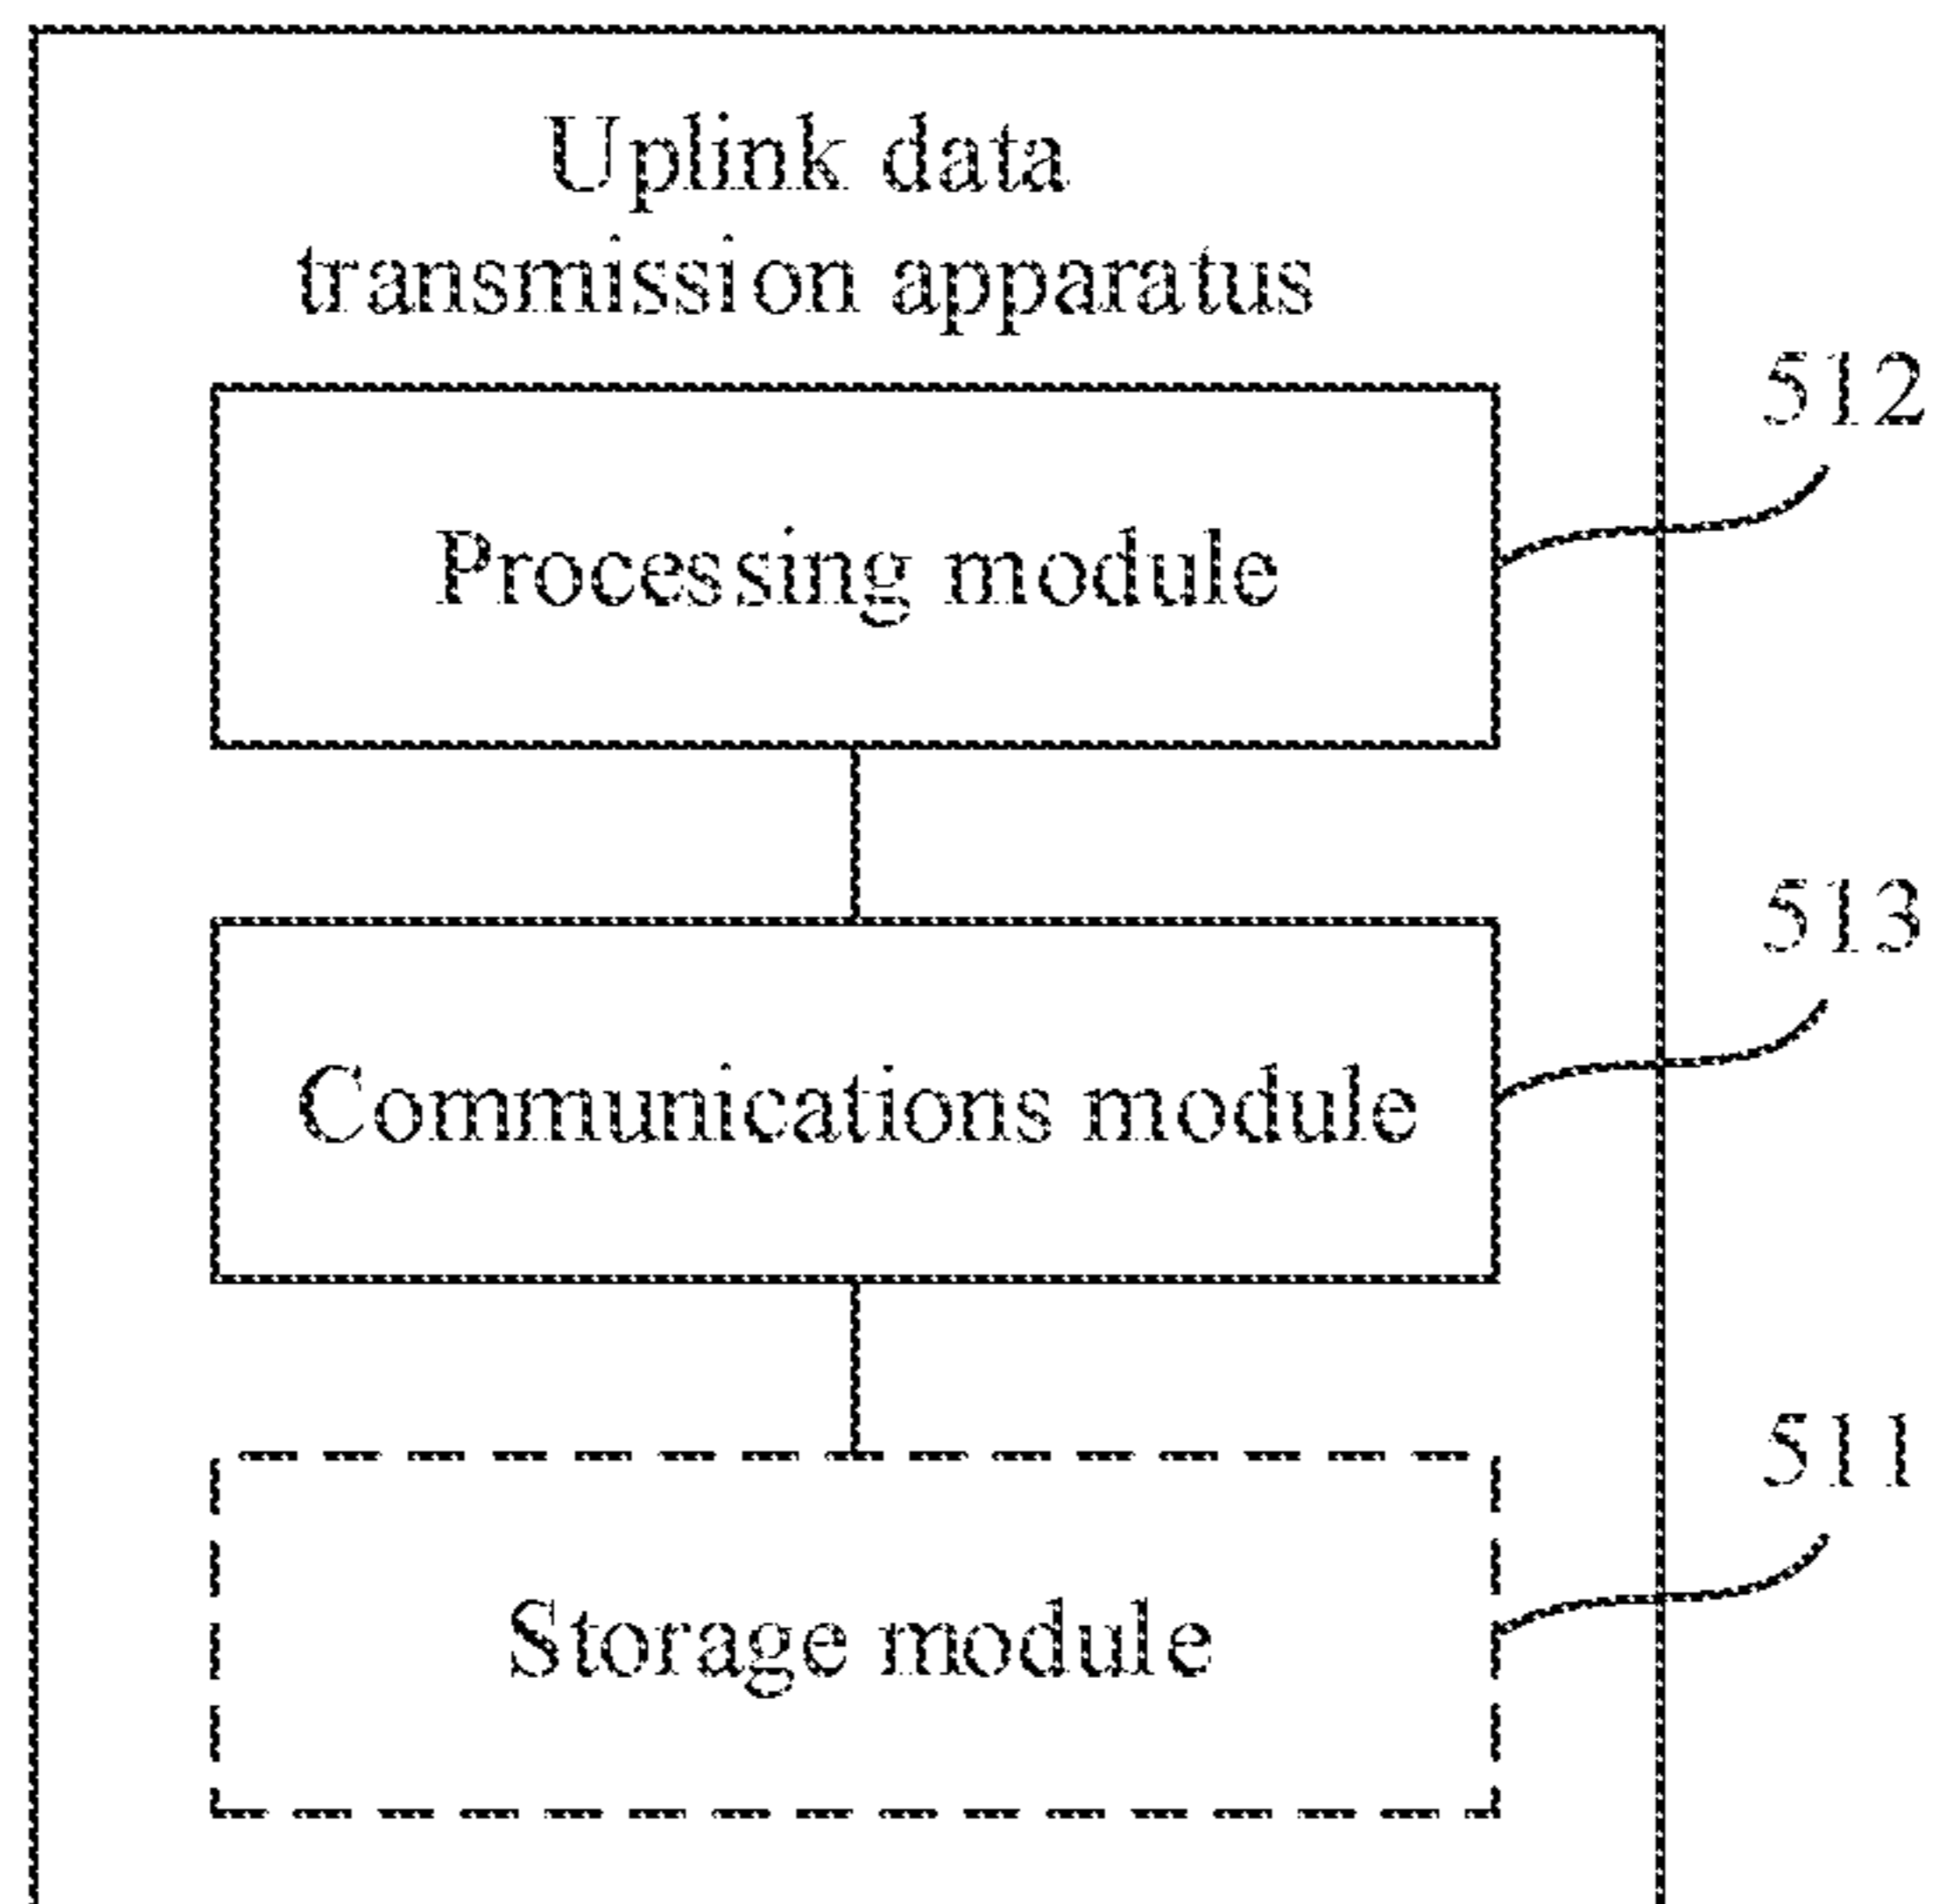 Uplink data
transmission apparatus
512
Processing module
513
Communications module
511
Storage module